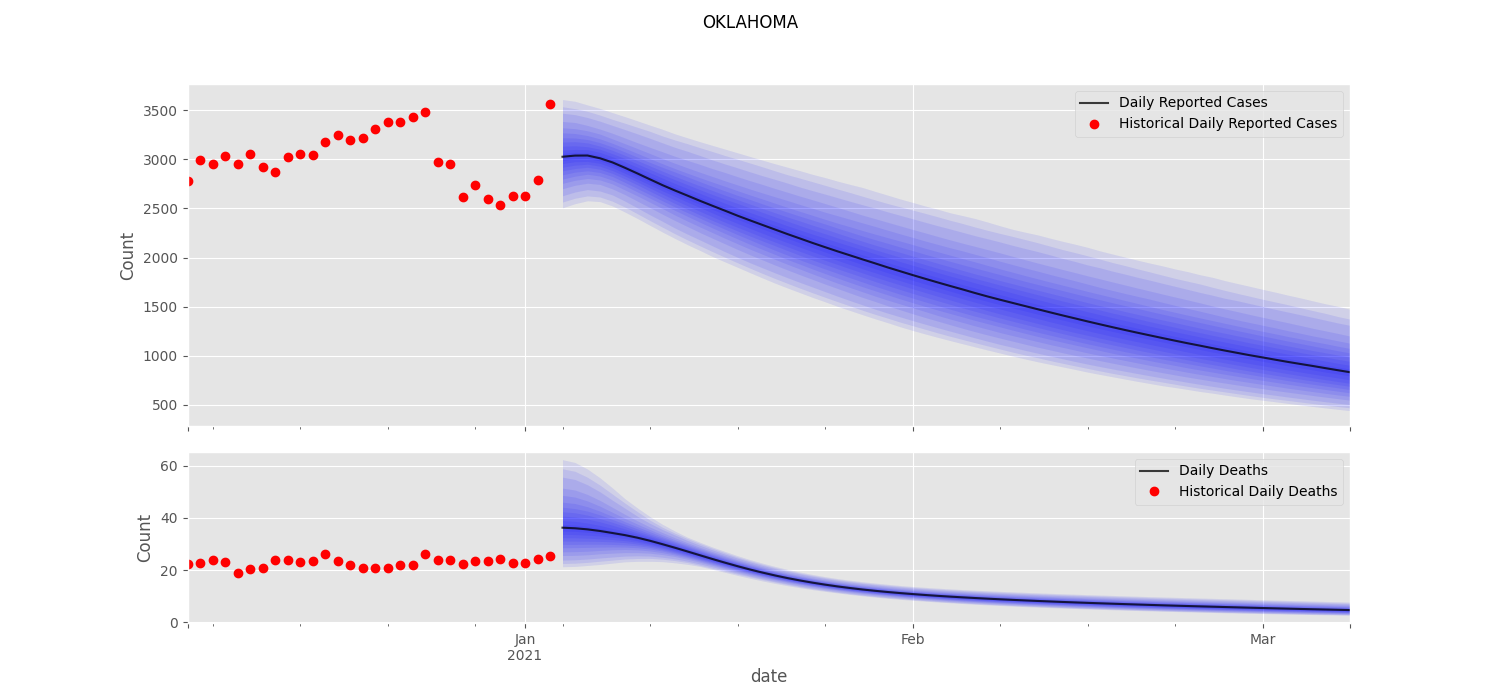 OKLAHOMA
Daily Reported Cases
Historical Daily Reported Cases
3500
3000
2500
2000
1500
1000
500
Count
Daily Deaths
Historical Daily Deaths
60
40
20
0
Count
Jan
2021
Feb
Mar
date